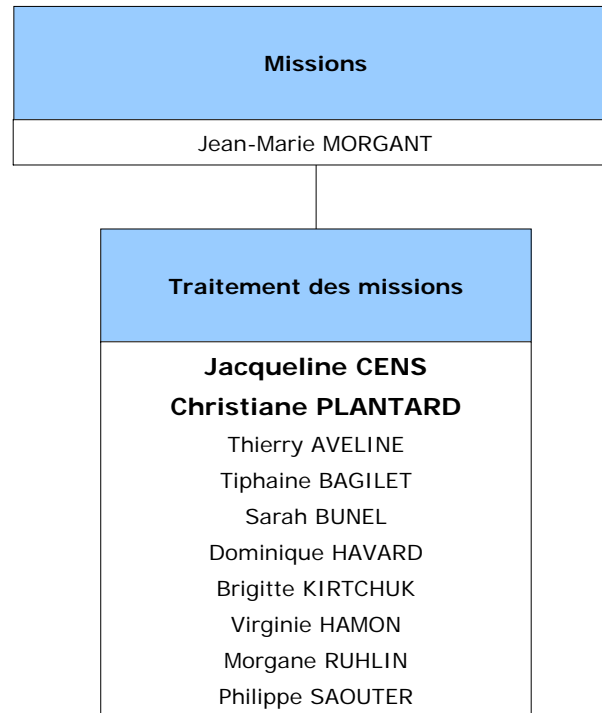 Missions
Jean-Marie MORGANT
Traitement des missions
Jacqueline CENS
Christiane PLANTARD
Thierry AVELINE
Tiphaine BAGILET
Sarah BUNEL
Dominique HAVARD
Brigitte KIRTCHUK
Virginie HAMON
Morgane RUHLIN
Philippe SAOUTER